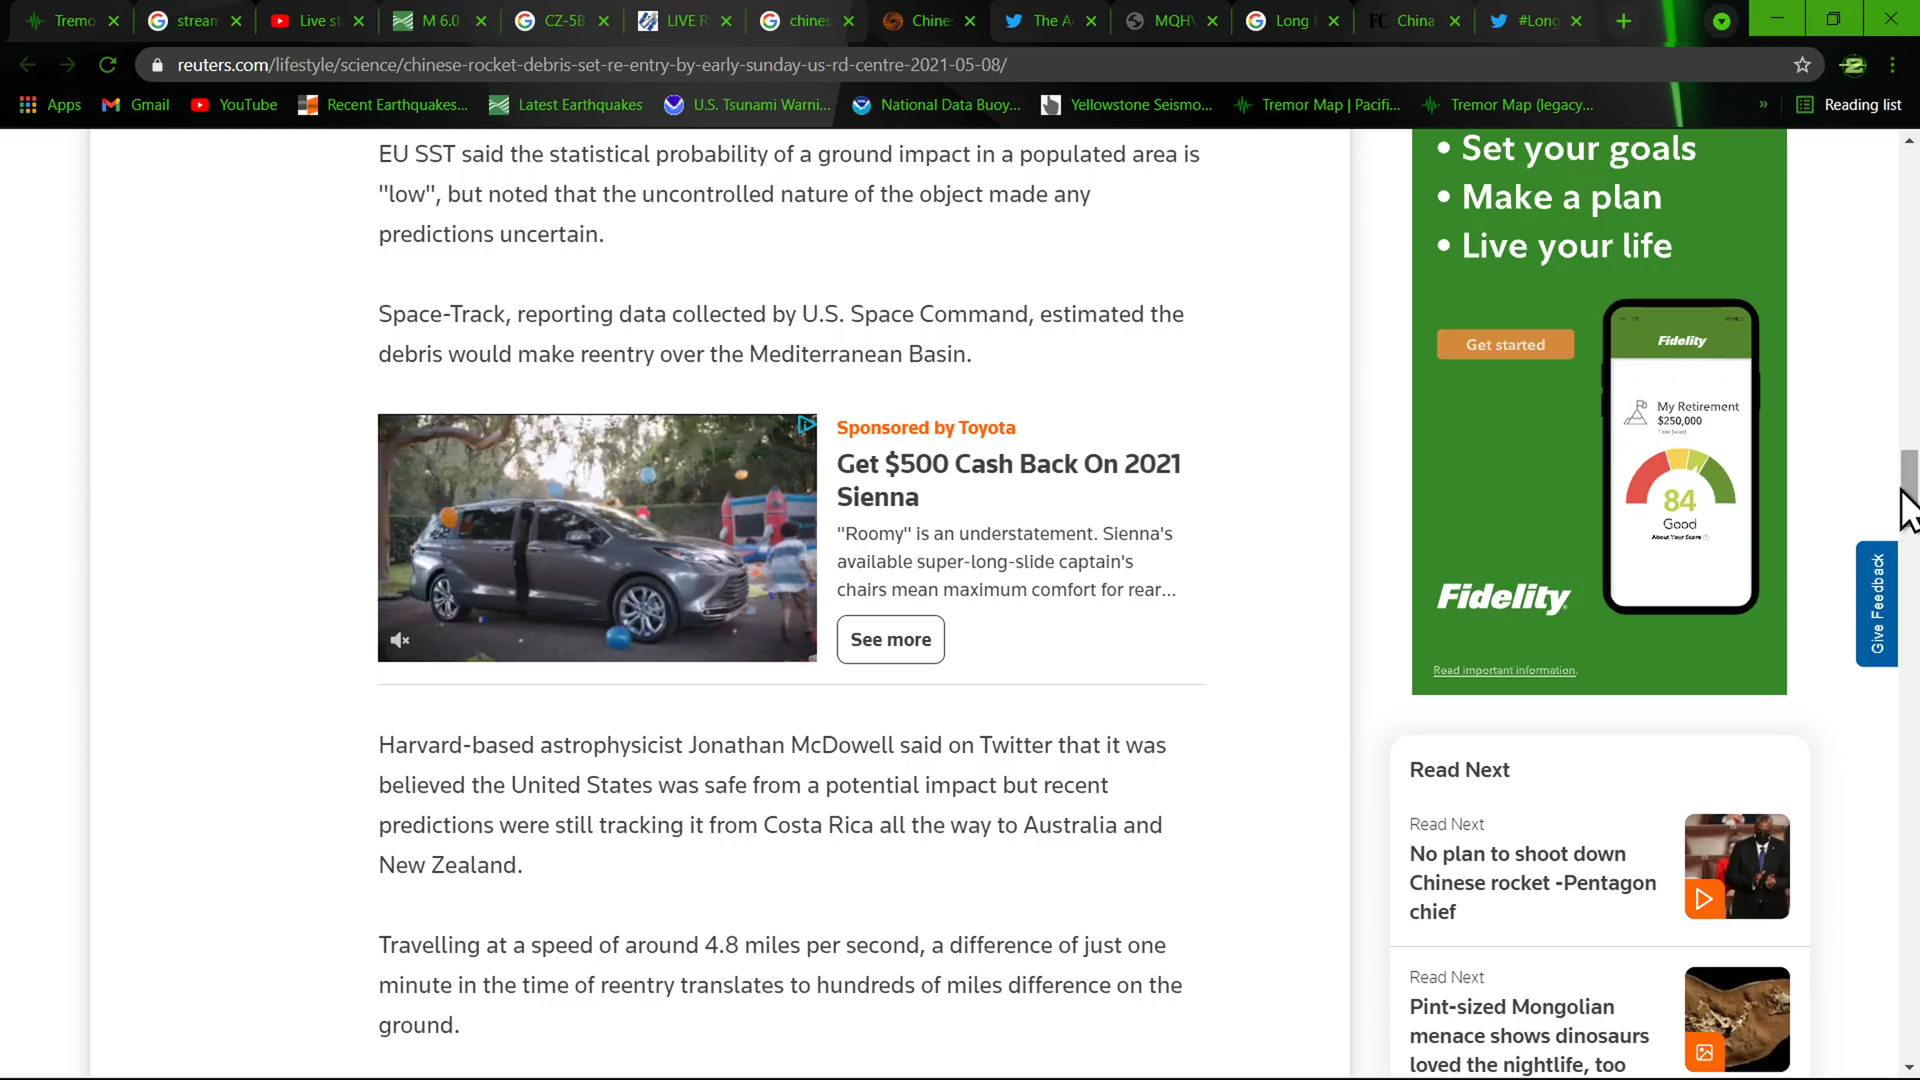 Tremo
stream
Live st
M 6.0
CZ-5B
LIVE R
chines
Chines
The A
MQHV
Long
China
#Long
reuters.com/lifestyle/science/chinese-rocket-debris-set-re-entry-by-early-sunday-us-rd-centre-2021-05-08/
Apps
Gmail
YouTube
Recent Earthquakes...
Latest Earthquakes
U.S. Tsunami Warni...
National Data Buoy...
Yellowstone Seismo...
Tremor Map | Pacifi...
Tremor Map (legacy...
»
Reading list
EU SST said the statistical probability of a ground impact in a populated area is
"low", but noted that the uncontrolled nature of the object made any
predictions uncertain.
Space-Track, reporting data collected by U.S. Space Command, estimated the
debris would make reentry over the Mediterranean Basin.
Sponsored by Toyota
Get $500 Cash Back On 2021
Sienna
"Roomy" is an understatement. Sienna's
available super-long-slide captain's
chairs mean maximum comfort for rear...
See more
Harvard-based astrophysicist Jonathan McDowell said on Twitter that it was
believed the United States was safe from a potential impact but recent
predictions were still tracking it from Costa Rica all the way to Australia and
New Zealand.
Travelling at a speed of around 4.8 miles per second, a difference of just one
minute in the time of reentry translates to hundreds of miles difference on the
ground.
• Set your goals
• Make a plan
• Live your life
Get started
Fidelity
My Retirement
$250,000
84
Good
About Your Score
Fidelity
Read important information.
Give Feedback
Read Next
Read Next
No plan to shoot down
Chinese rocket -Pentagon
chief
Read Next
Pint-sized Mongolian
menace shows dinosaurs
loved the nightlife, too